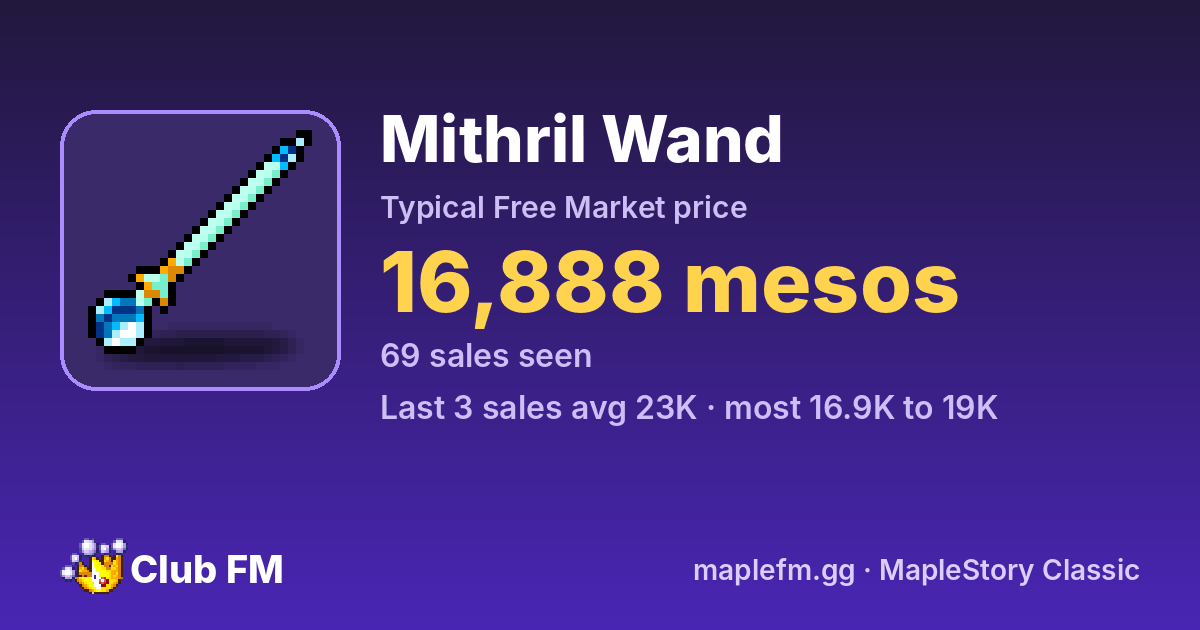 Mithril Wand
Typical Free Market price
16,888 mesos
69 sales seen
Last 3 sales avg 23K · most 16.9K to 19K
Club FM
maplefm.gg · MapleStory Classic